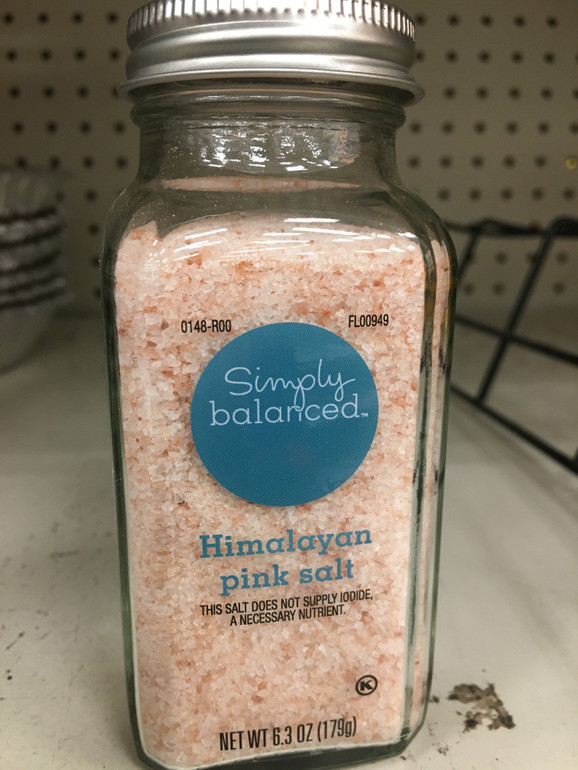 0148-R00 FL00949
Simply
balanced™
Himalayan
pink salt
THIS SALT DOES NOT SUPPLY IODIDE,
A NECESSARY NUTRIENT.
K
NET WT 6.3 OZ (179g)